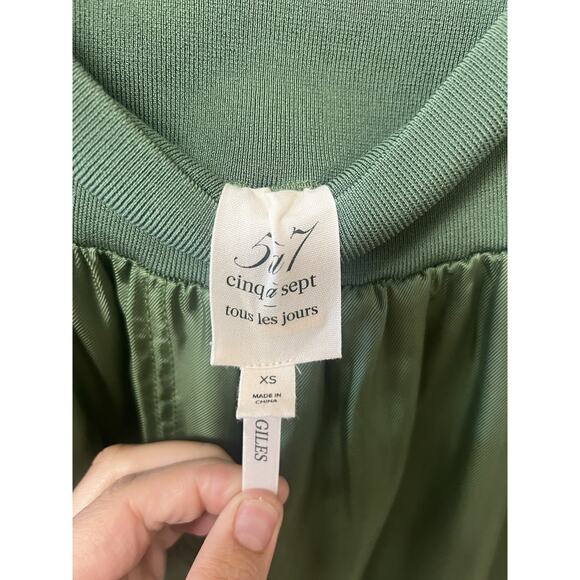 5à7
cinq à sept
tous les jours
XS
MADE IN
CHINA
GILES